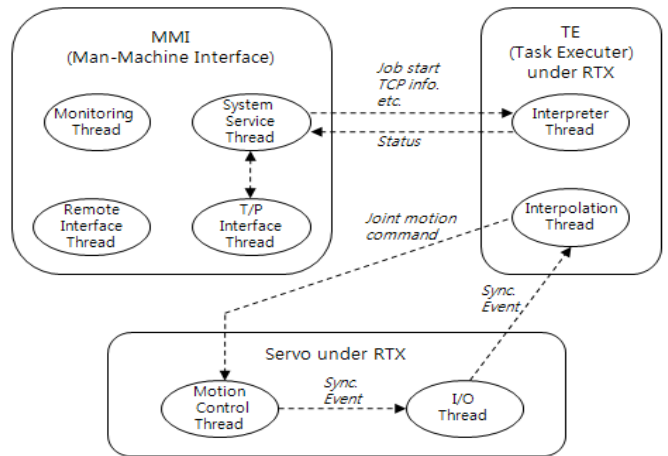 MMI
(Man-Machine Interface)
Monitoring
Thread
System
Service
Thread
Remote
Interface
Thread
T/P
Interface
Thread
Job start
TCP info.
etc.
Status
TE
(Task Executer)
under RTX
Interpreter
Thread
Interpolation
Thread
Joint motion
command
Sync.
Event
Servo under RTX
Motion
Control
Thread
Sync.
Event
I/O
Thread